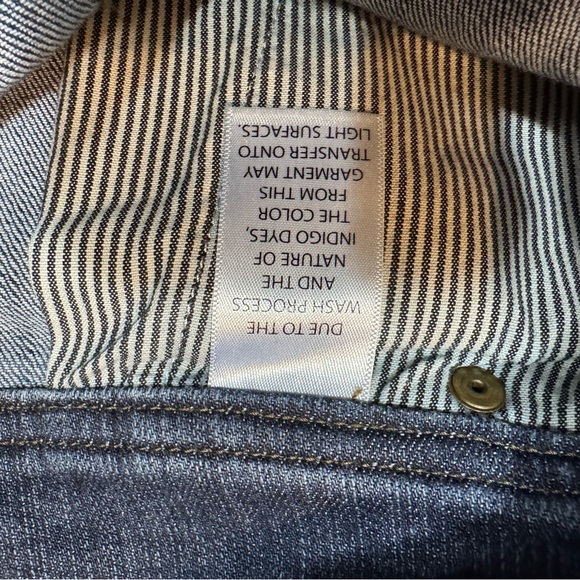 DUE TO THE
WASH PROCESS
AND THE
NATURE OF
INDIGO DYES,
THE COLOR
FROM THIS
GARMENT MAY
TRANSFER ONTO
LIGHT SURFACES.